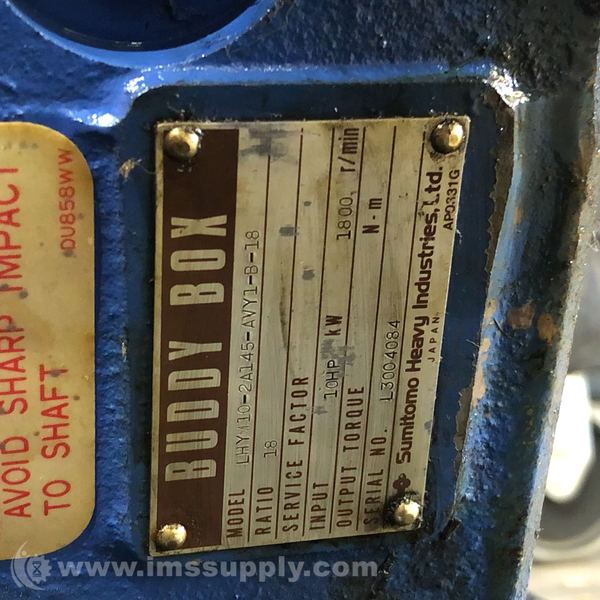 AVOID SHARP IMPACT
TO SHAFT
DU858WW
BUDDY BOX
MODEL LHYM10-2A145-AVY1-B-18
RATIO 18
SERVICE FACTOR
INPUT 10HP kW 1800, r/min
OUTPUT TORQUE N-m
SERIAL NO. L3004084
Sumitomo Heavy Industries, Ltd.
JAPAN
AP0331G
www.imssupply.com